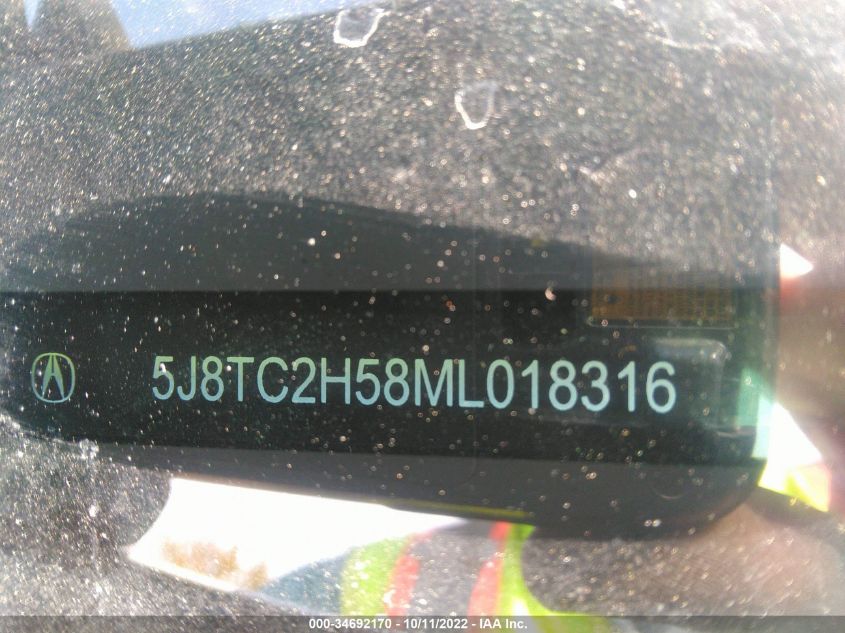 5J8TC2H58ML018316
000-34692170 - 10/11/2022 - IAA Inc.